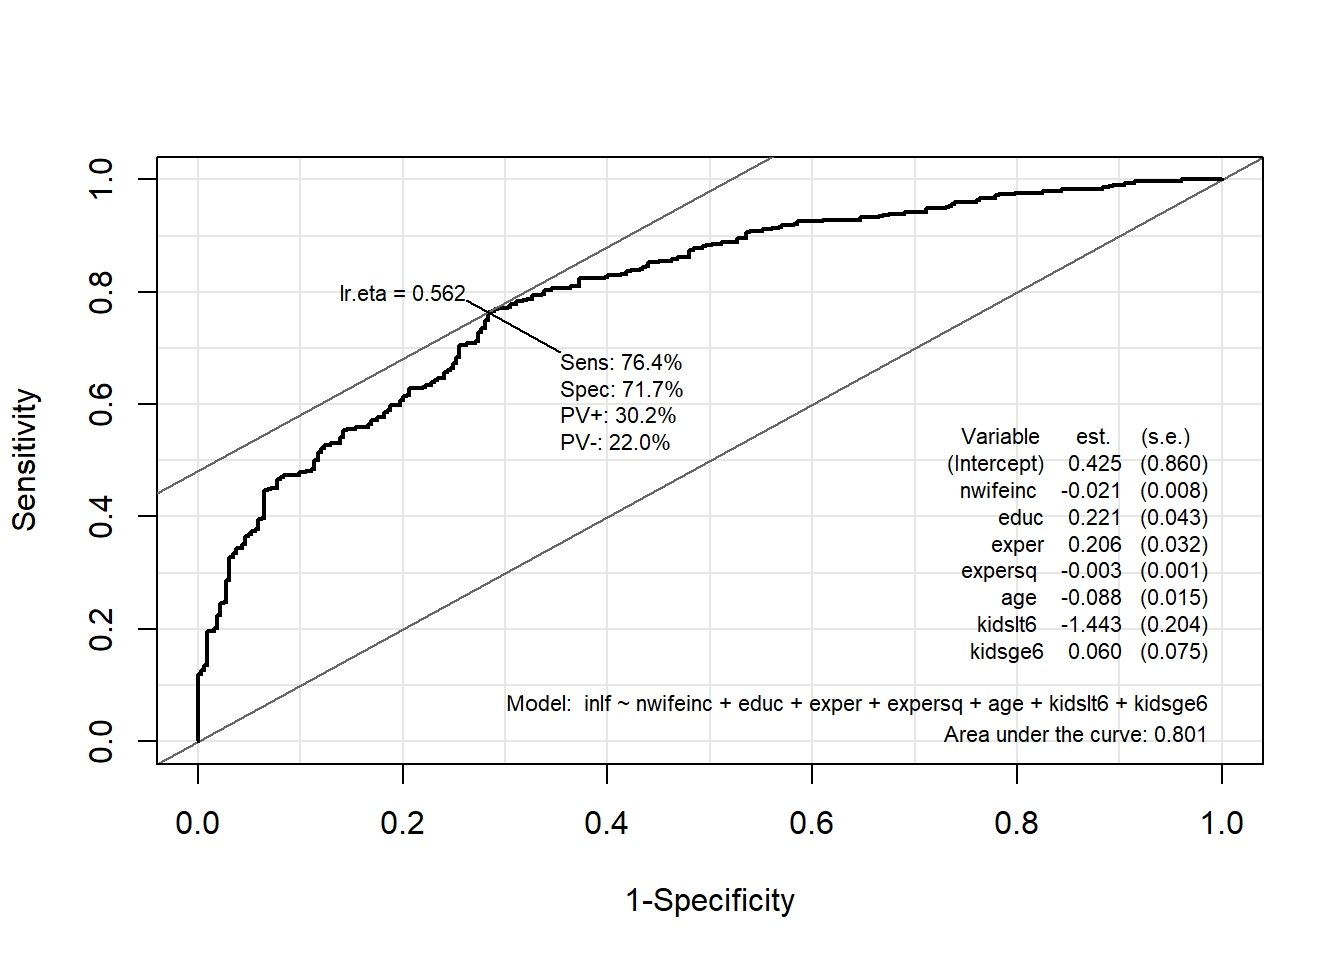 Sensitivity
1.0
0.8
0.6
0.4
0.2
0.0
lr.eta = 0.562
Sens: 76.4%
Spec: 71.7%
PV+: 30.2%
PV-: 22.0%
Variable est. (s.e.)
(Intercept) 0.425 (0.860)
nwifeinc -0.021 (0.008)
educ 0.221 (0.043)
exper 0.206 (0.032)
expersq -0.003 (0.001)
age -0.088 (0.015)
kidslt6 -1.443 (0.204)
kidsge6 0.060 (0.075)
Model: inlf ~ nwifeinc + educ + exper + expersq + age + kidslt6 + kidsge6
Area under the curve: 0.801
0.0 0.2 0.4 0.6 0.8 1.0
1-Specificity